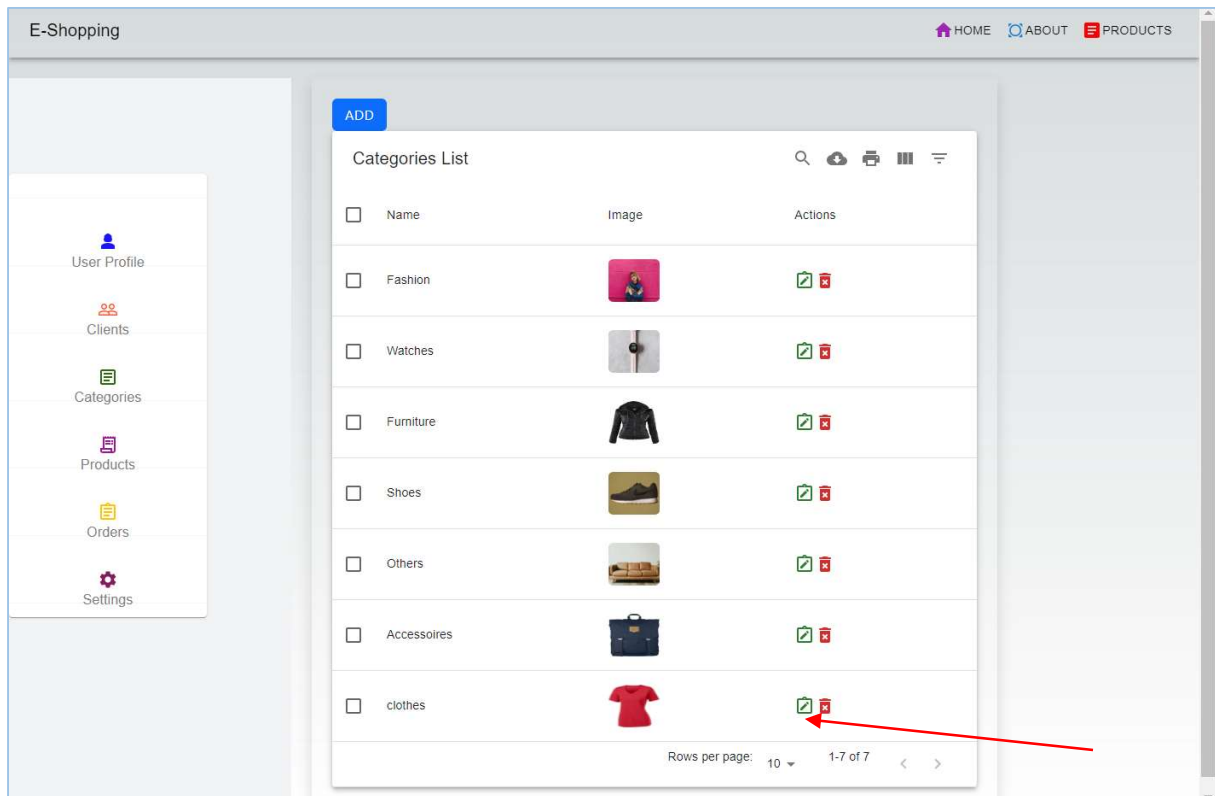 E-Shopping
HOME ABOUT PRODUCTS
ADD
Categories List
Name Image Actions
User Profile
Fashion
Clients
Watches
Categories
Furniture
Products
Shoes
Orders
Others
Settings
Accessoires
clothes
Rows per page: 10 1-7 of 7